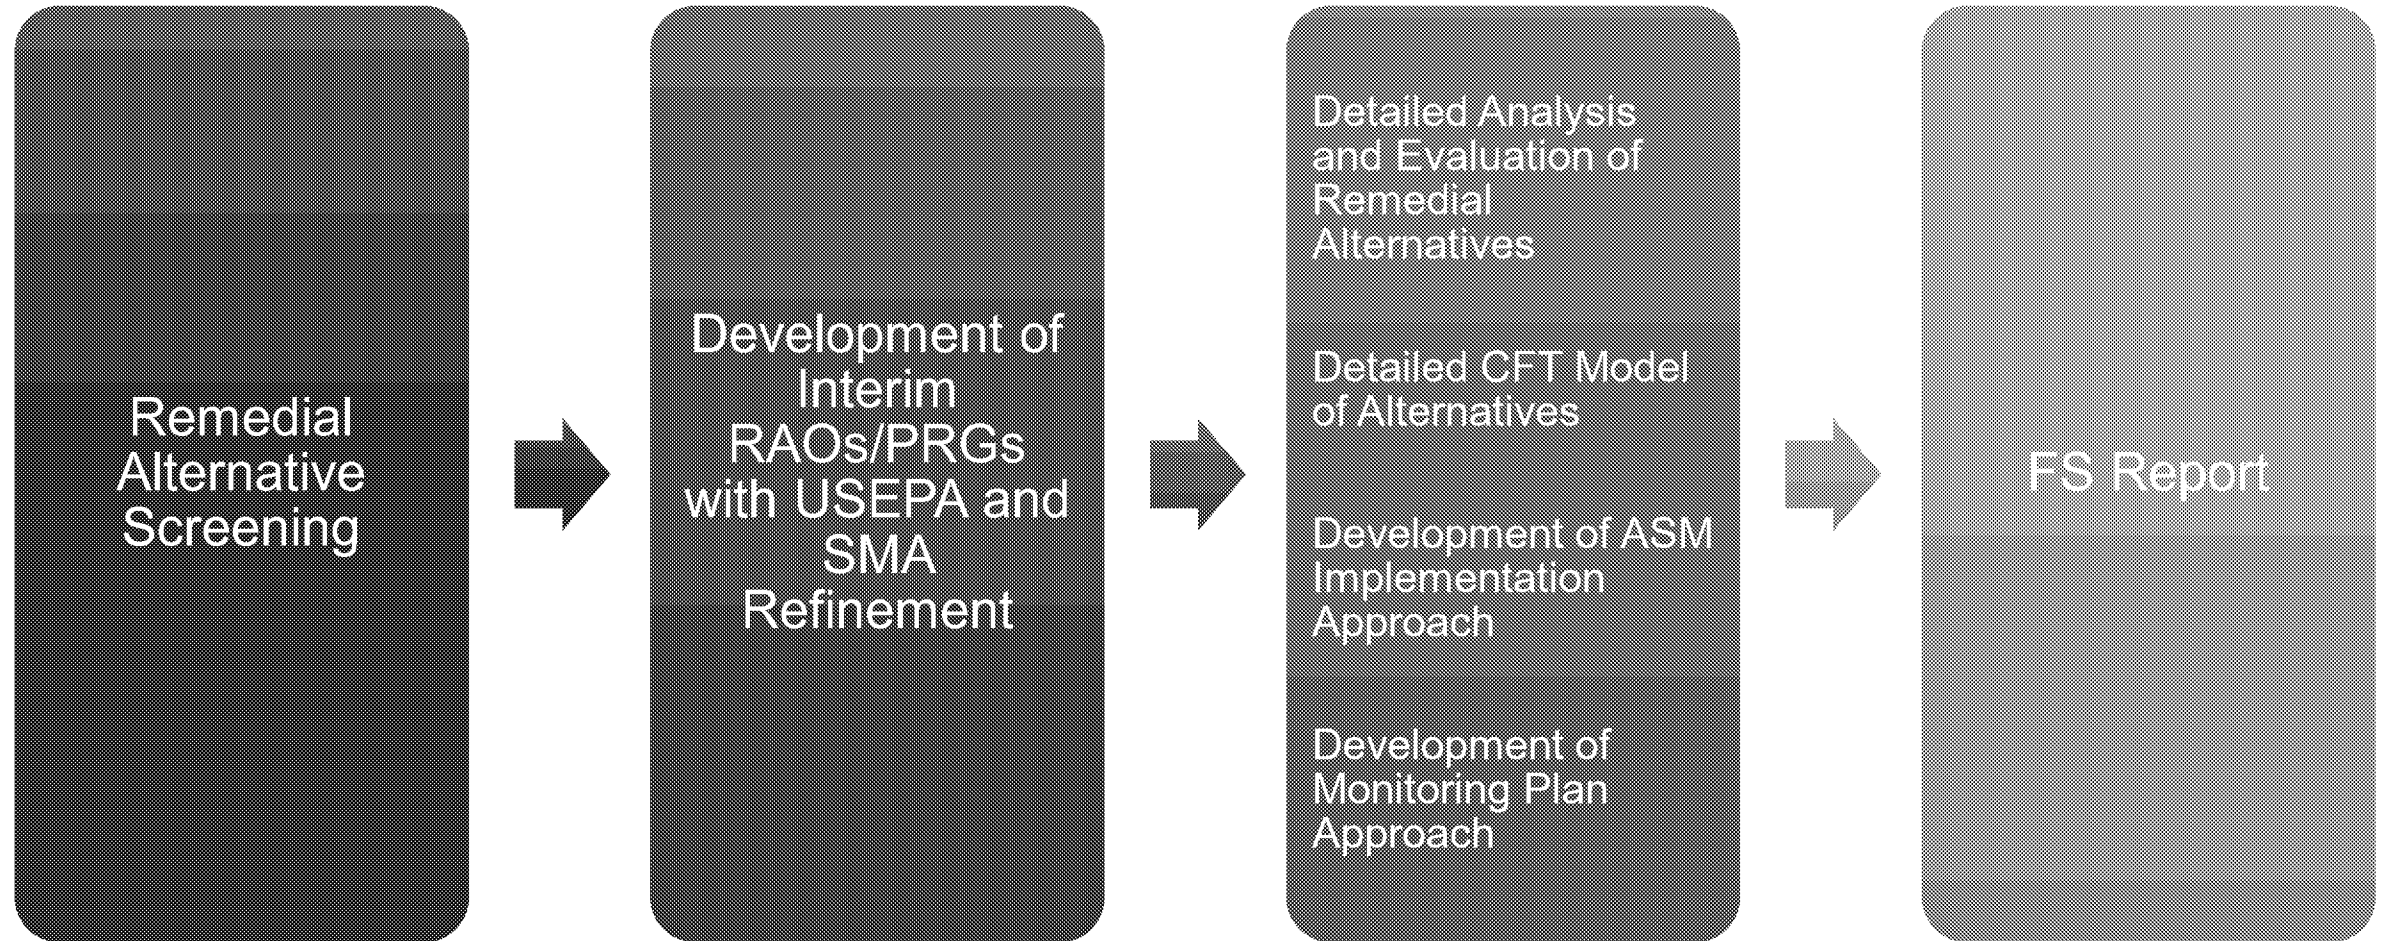 Remedial
Alternative
Screening
Development of
Interim
RAOs/PRGs
with USEPA and
SMA
Refinement
Detailed Analysis
and Evaluation of
Remedial
Alternatives
Detailed CFT Model
of Alternatives
Development of ASM
Implementation
Approach
Development of
Monitoring Plan
Approach
FS Report